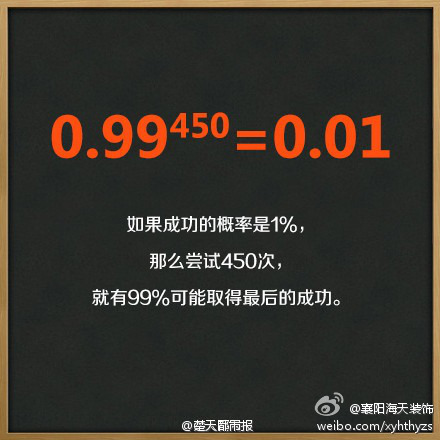 0.99⁴⁵⁰=0.01
如果成功的概率是1%，
那么尝试450次，
就有99%可能取得最后的成功。
@楚天都市报
@襄阳海天装饰
weibo.com/xyhthyzs